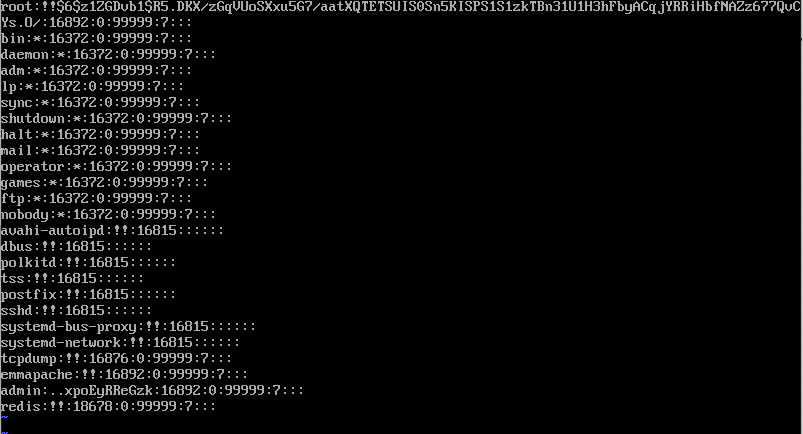 root:!!$6$z1ZGDvb1$R5.DKX/zGqVUoSXxu5G7/aatXQTETSUIS0Sn5KISPS1S1zkTBn31U1H3hFbyACqjYRRiHbfNAZz677QvC
Ys.O/:16892:0:99999:7:::
bin:*:16372:0:99999:7:::
daemon:*:16372:0:99999:7:::
adm:*:16372:0:99999:7:::
lp:*:16372:0:99999:7:::
sync:*:16372:0:99999:7:::
shutdown:*:16372:0:99999:7:::
halt:*:16372:0:99999:7:::
mail:*:16372:0:99999:7:::
operator:*:16372:0:99999:7:::
games:*:16372:0:99999:7:::
ftp:*:16372:0:99999:7:::
nobody:*:16372:0:99999:7:::
avahi-autoipd:!!:16815::::::
dbus:!!:16815::::::
polkitd:!!:16815::::::
tss:!!:16815::::::
postfix:!!:16815::::::
sshd:!!:16815::::::
systemd-bus-proxy:!!:16815::::::
systemd-network:!!:16815::::::
tcpdump:!!:16876:0:99999:7:::
emmapache:!!:16892:0:99999:7:::
admin:..xpoEyRReGzk:16892:0:99999:7:::
redis:!!:18678:0:99999:7:::
~
~